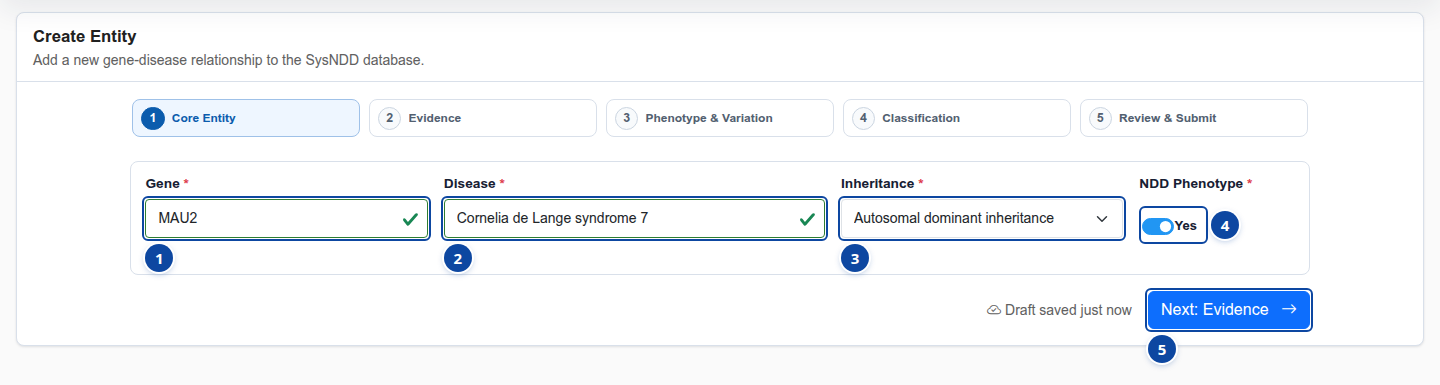 Create Entity
Add a new gene-disease relationship to the SysNDD database.
1 Core Entity
2 Evidence
3 Phenotype & Variation
4 Classification
5 Review & Submit
Gene *
Disease *
Inheritance *
NDD Phenotype *
MAU2
Cornelia de Lange syndrome 7
Autosomal dominant inheritance
Yes
4
1
2
3
Draft saved just now
Next: Evidence →
5